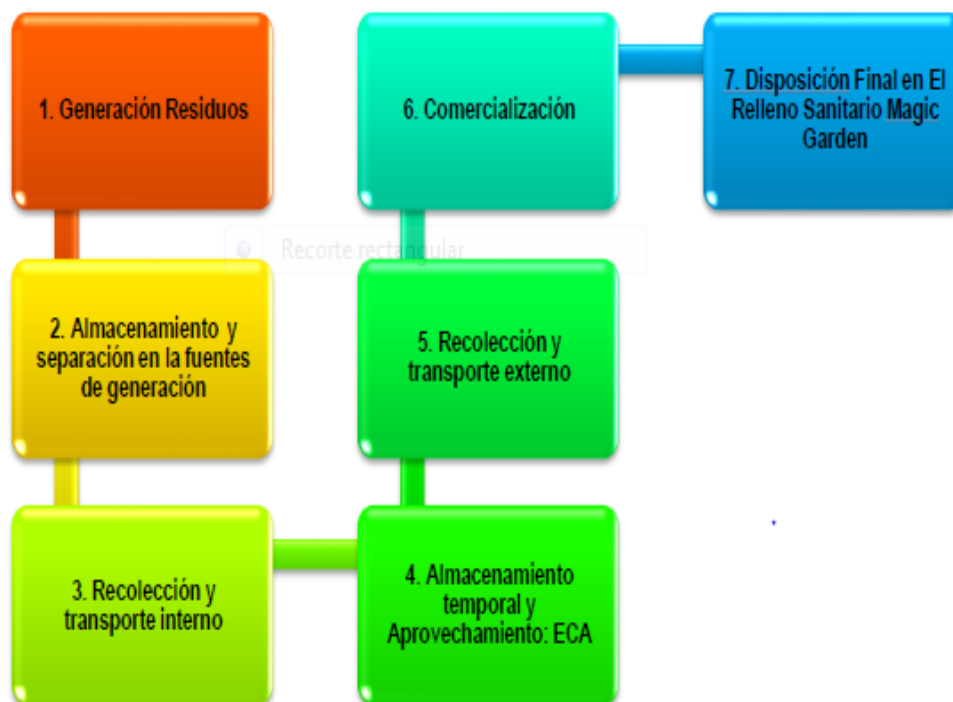 1. Generación Residuos
2. Almacenamiento y
separación en la fuentes
de generación
3. Recolección y
transporte interno
4. Almacenamiento
temporal y
Aprovechamiento: ECA
5. Recolección y
transporte externo
6. Comercialización
7. Disposición Final en El
Relleno Sanitario Magic
Garden
Recorte rectangular